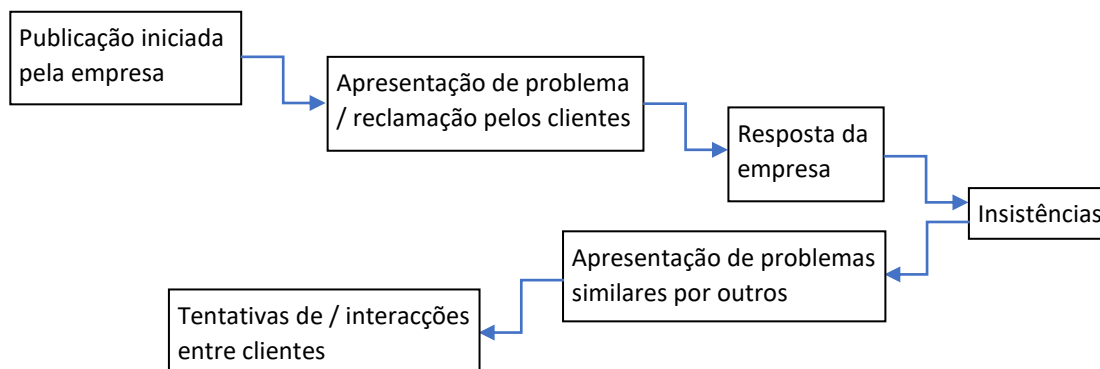 Publicação iniciada
pela empresa
Apresentação de problema
/ reclamação pelos clientes
Resposta da
empresa
Insistências
Apresentação de problemas
similares por outros
Tentativas de / interacções
entre clientes